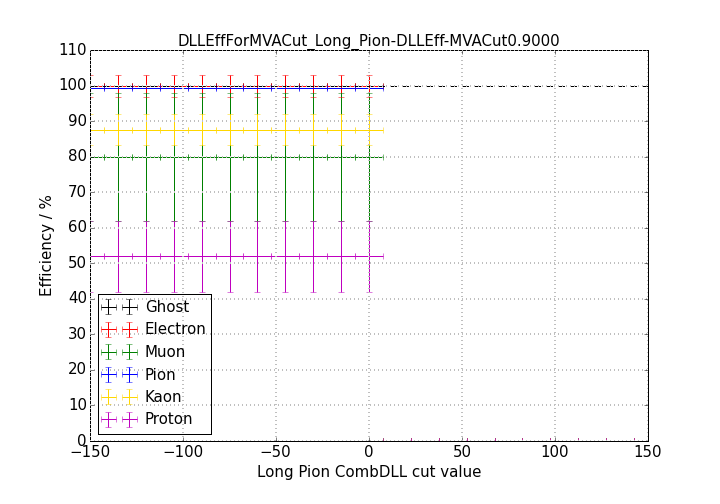 DLLEffForMVACut_Long_Pion-DLLEff-MVACut0.9000
110
100
90
80
70
60
50
40
30
20
10
0
Efficiency / %
Ghost
Electron
Muon
Pion
Kaon
Proton
−150 −100 −50 0 50 100 150
Long Pion CombDLL cut value